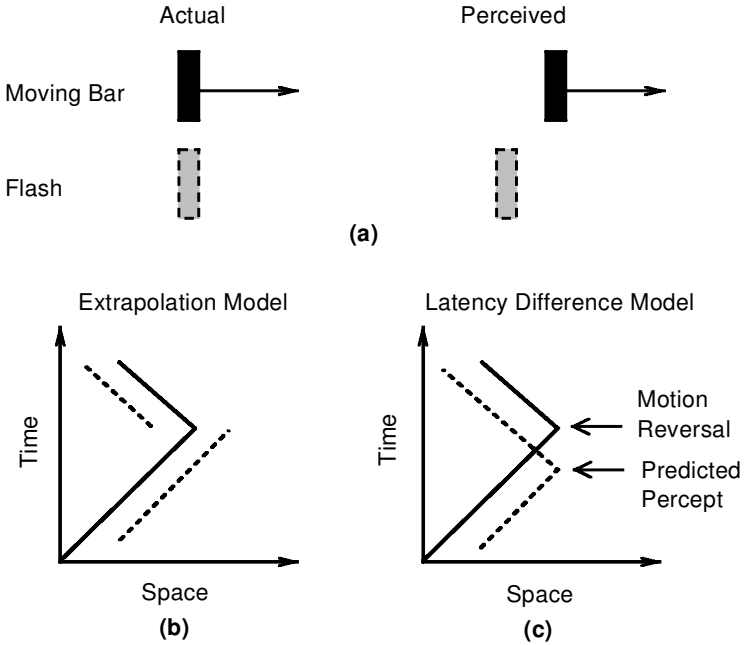 Actual
Perceived
Moving Bar
Flash
(a)
Extrapolation Model
Latency Difference Model
Time
Space
(b)
Time
Motion
Reversal
Predicted
Percept
Space
(c)